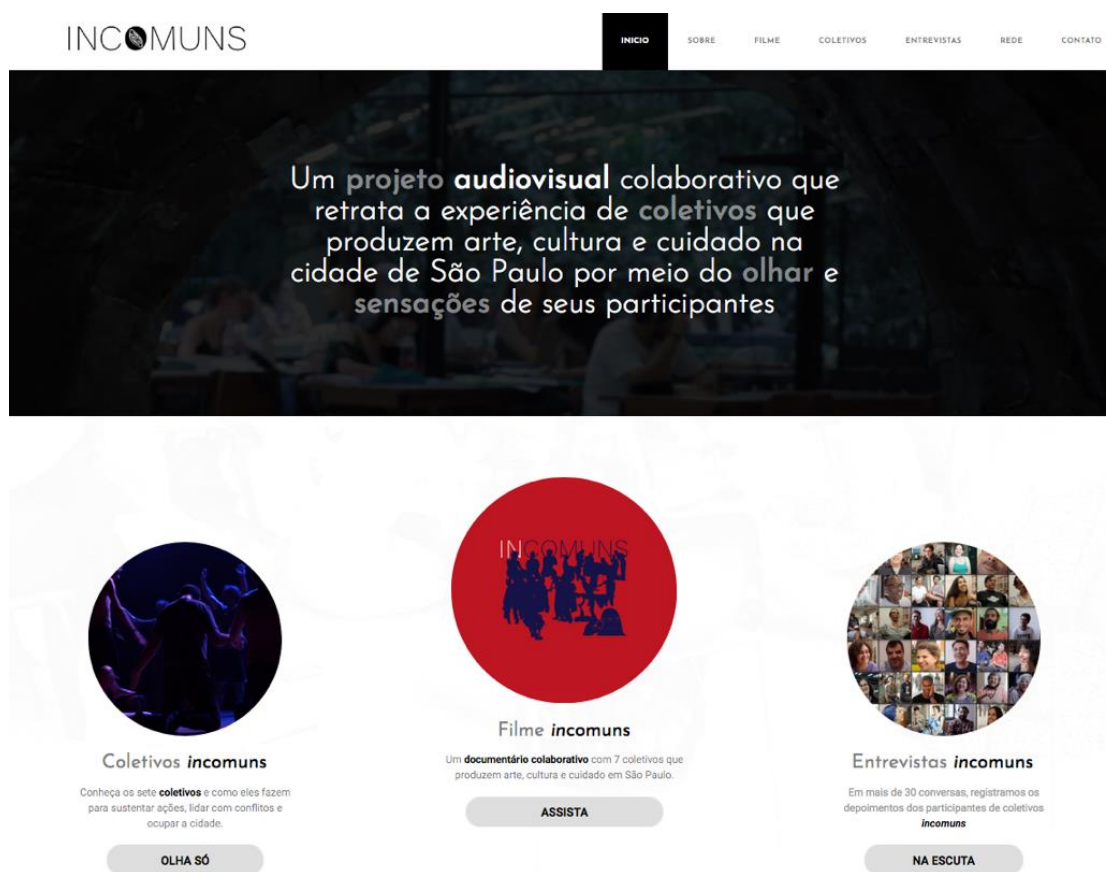 INCOMUNS
INICIO SOBRE FILME COLETIVOS ENTREVISTAS REDE CONTATO
Um projeto audiovisual colaborativo que
retrata a experiência de coletivos que
produzem arte, cultura e cuidado na
cidade de São Paulo por meio do olhar e
sensações de seus participantes
INCOMUNS
Coletivos incomuns
Conheça os sete coletivos e como eles fazem
para sustentar ações, lidar com conflitos e
ocupar a cidade.
OLHA SÓ
Filme incomuns
Um documentário colaborativo com 7 coletivos que
produzem arte, cultura e cuidado em São Paulo.
ASSISTA
Entrevistas incomuns
Em mais de 30 conversas, registramos os
depoimentos dos participantes de coletivos
incomuns
NA ESCUTA